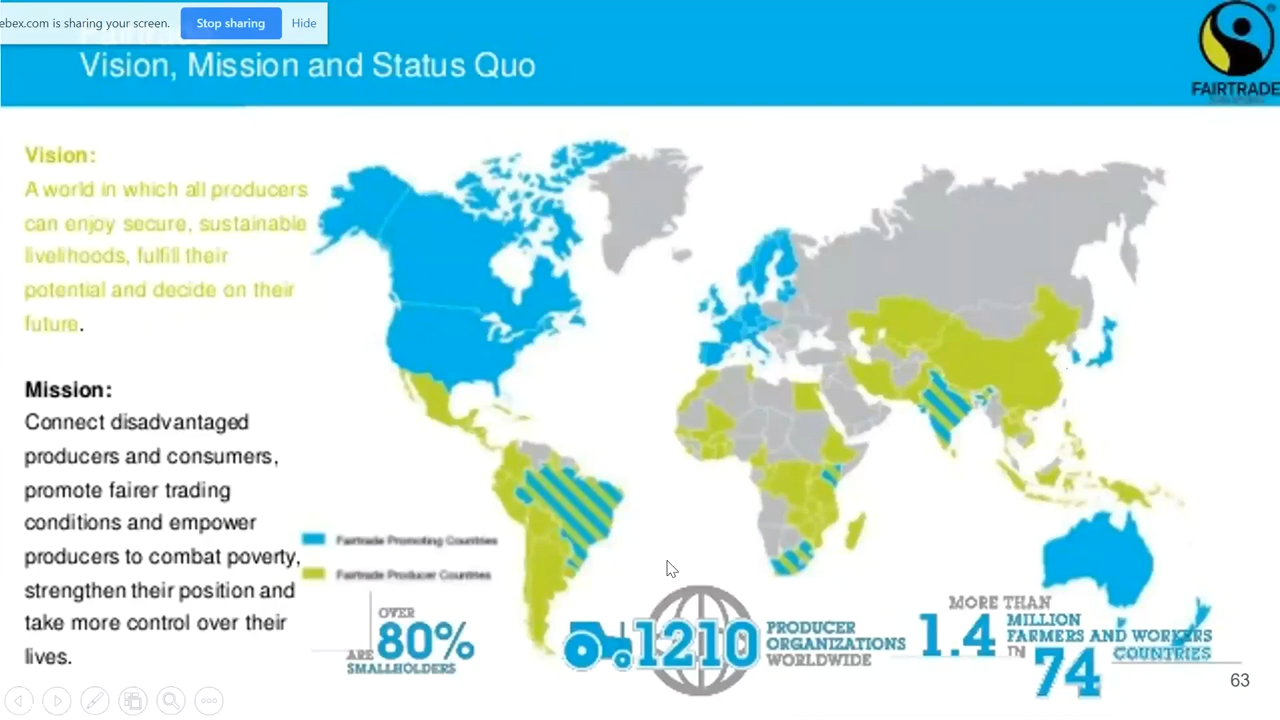 ebex.com is sharing your screen. Stop sharing Hide
Vision, Mission and Status Quo
FAIRTRADE
Vision:
A world in which all producers
can enjoy secure, sustainable
livelihoods, fulfill their
potential and decide on their
future.
Mission:
Connect disadvantaged
producers and consumers,
promote fairer trading
conditions and empower
producers to combat poverty,
strengthen their position and
take more control over their
lives.
Fairtrade Promoting Countries
Fairtrade Producer Countries
OVER
80%
ARE
SMALLHOLDERS
1210
PRODUCER
ORGANIZATIONS
WORLDWIDE
MORE THAN
1.4 MILLION
FARMERS AND WORKERS
IN 74 COUNTRIES
63